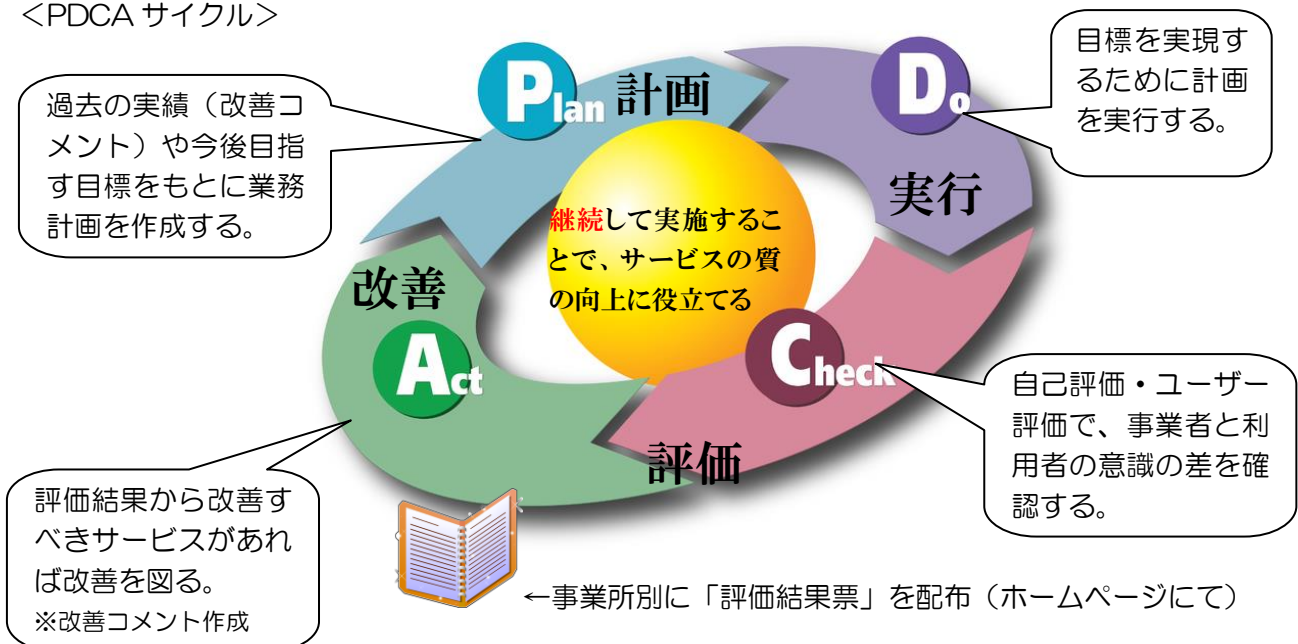 ＜PDCA サイクル＞
Plan 計画
過去の実績（改善コ
メント）や今後目指
す目標をもとに業務
計画を作成する。
Do
実行
目標を実現す
るために計画
を実行する。
継続して実施するこ
とで、サービスの質
の向上に役立てる
改善
Act
Check
評価
自己評価・ユーザー
評価で、事業者と利
用者の意識の差を確
認する。
評価結果から改善す
べきサービスがあれ
ば改善を図る。
※改善コメント作成
←事業所別に「評価結果票」を配布（ホームページにて）